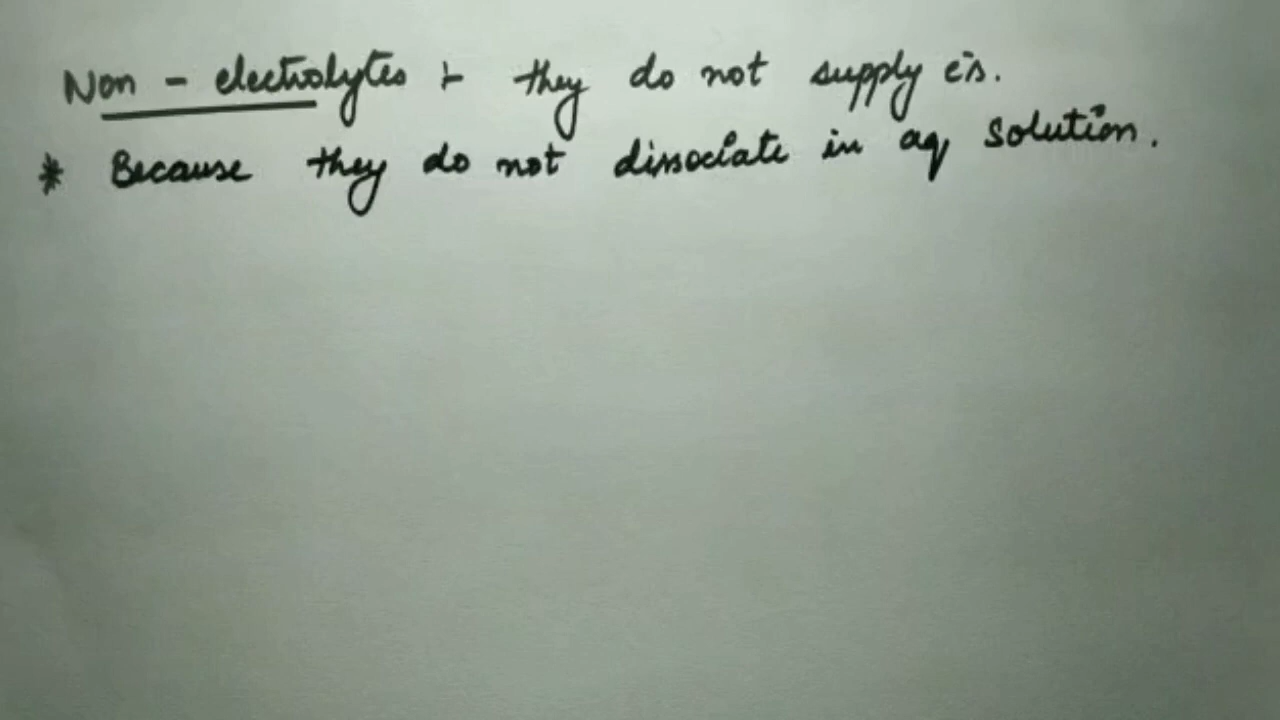 Non - electrolytes :- they do not supply e's.
* Because they do not dissociate in aq solution.